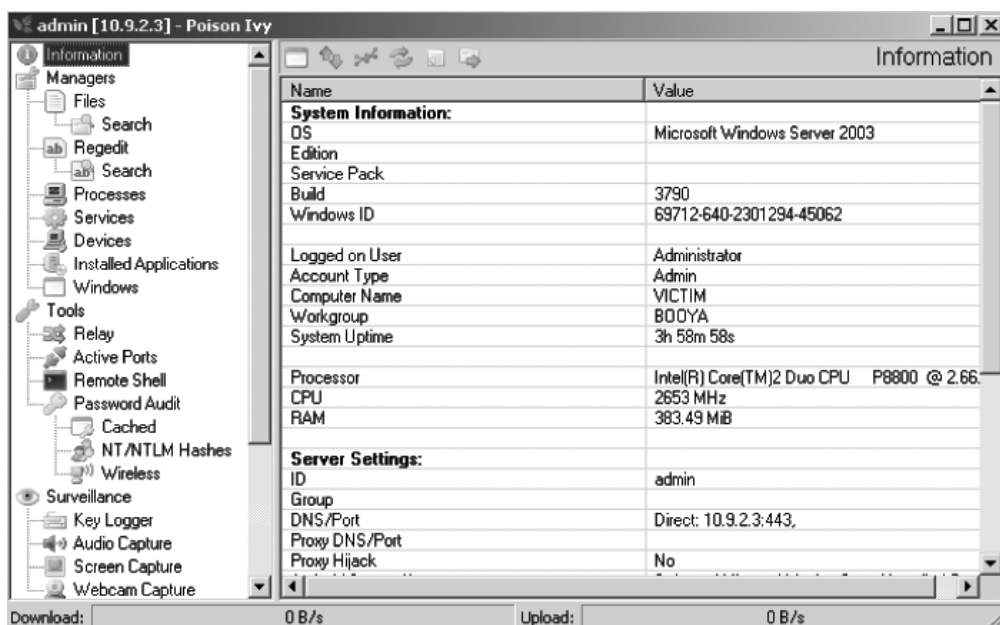 admin [10.9.2.3] - Poison Ivy
Information
Managers
Files
Search
Regedit
Search
Processes
Services
Devices
Installed Applications
Windows
Tools
Relay
Active Ports
Remote Shell
Password Audit
Cached
NT/NTLM Hashes
Wireless
Surveillance
Key Logger
Audio Capture
Screen Capture
Webcam Capture
Information
Name Value
System Information:
OS Microsoft Windows Server 2003
Edition
Service Pack
Build 3790
Windows ID 69712-640-2301294-45062
Logged on User Administrator
Account Type Admin
Computer Name VICTIM
Workgroup BOOYA
System Uptime 3h 58m 58s
Processor Intel(R) Core(TM)2 Duo CPU P8800 @ 2.66.
CPU 2653 MHz
RAM 383.49 MiB
Server Settings:
ID admin
Group
DNS/Port Direct: 10.9.2.3:443,
Proxy DNS/Port
Proxy Hijack No
Download: 0 B/s Upload: 0 B/s